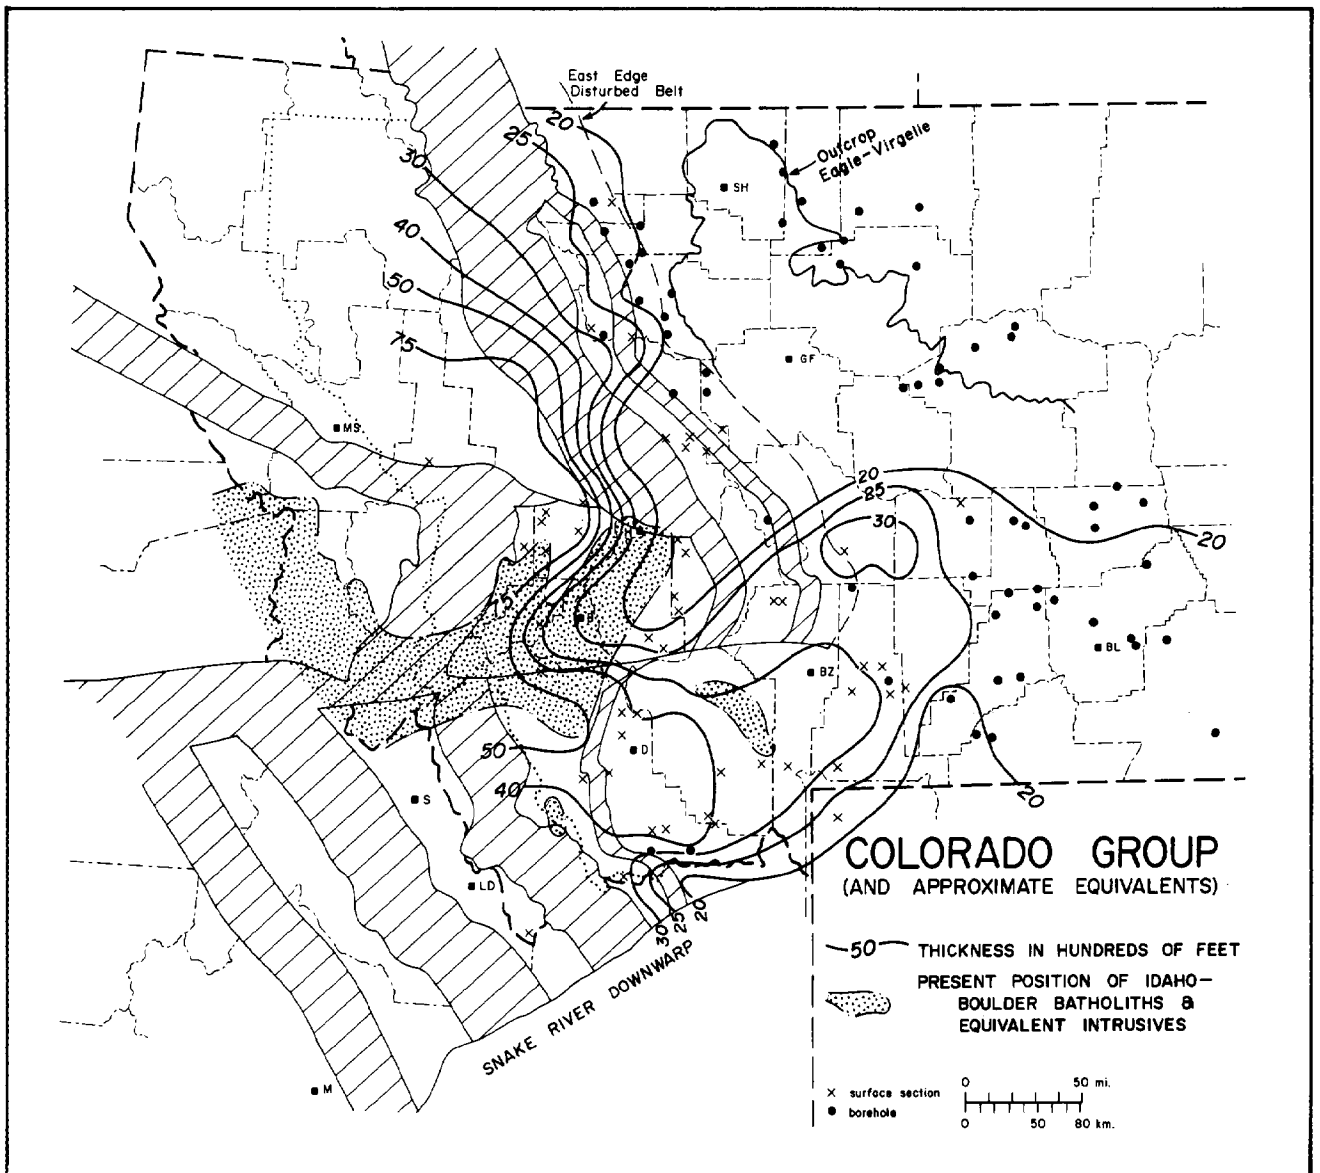 East Edge
Disturbed Belt
20
25
30
40
50
75
Outcrop
Eagle-Virgelle
SH
GF
MS
20
25
30
20
75
B
BZ
BL
50
D
40
S
LD
20
30
25
20
M
SNAKE RIVER DOWNWARP
COLORADO GROUP
(AND APPROXIMATE EQUIVALENTS)
50 THICKNESS IN HUNDREDS OF FEET
PRESENT POSITION OF IDAHO-
BOULDER BATHOLITHS &
EQUIVALENT INTRUSIVES
x surface section
● borehole
0 50 mi.
0 50 80 km.